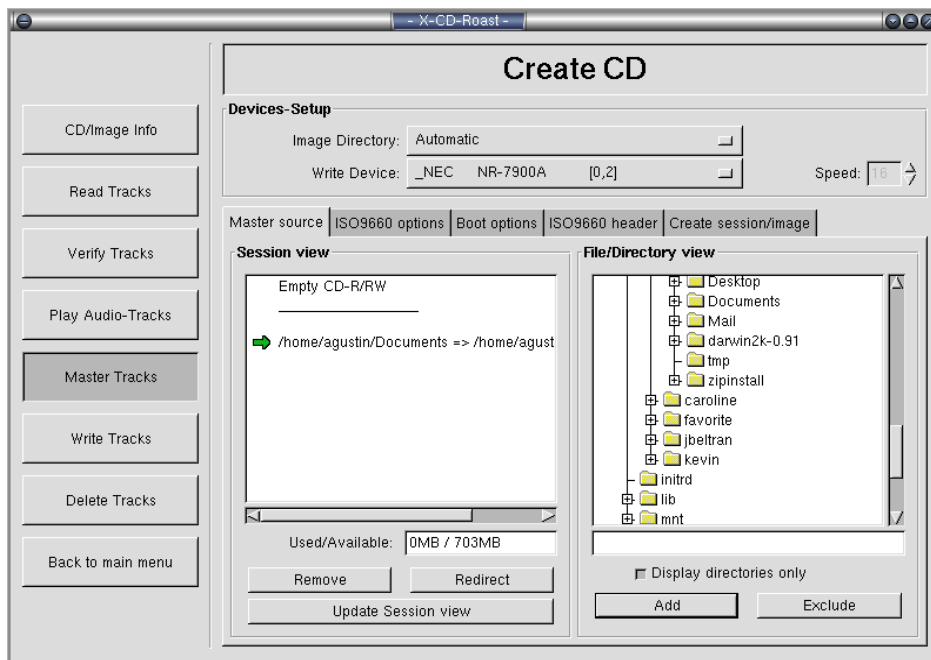 - X-CD-Roast -
Create CD
CD/Image Info
Read Tracks
Verify Tracks
Play Audio-Tracks
Master Tracks
Write Tracks
Delete Tracks
Back to main menu
Devices-Setup
Image Directory: Automatic
Write Device: _NEC NR-7900A [0,2] Speed: 16
Master source ISO9660 options Boot options ISO9660 header Create session/image
Session view
Empty CD-R/RW
/home/agustin/Documents => /home/agust
Used/Available: 0MB / 703MB
Remove Redirect
Update Session view
File/Directory view
Desktop
Documents
Mail
darwin2k-0.91
tmp
zipinstall
caroline
favorite
jbeltran
kevin
initrd
lib
mnt
Display directories only
Add Exclude